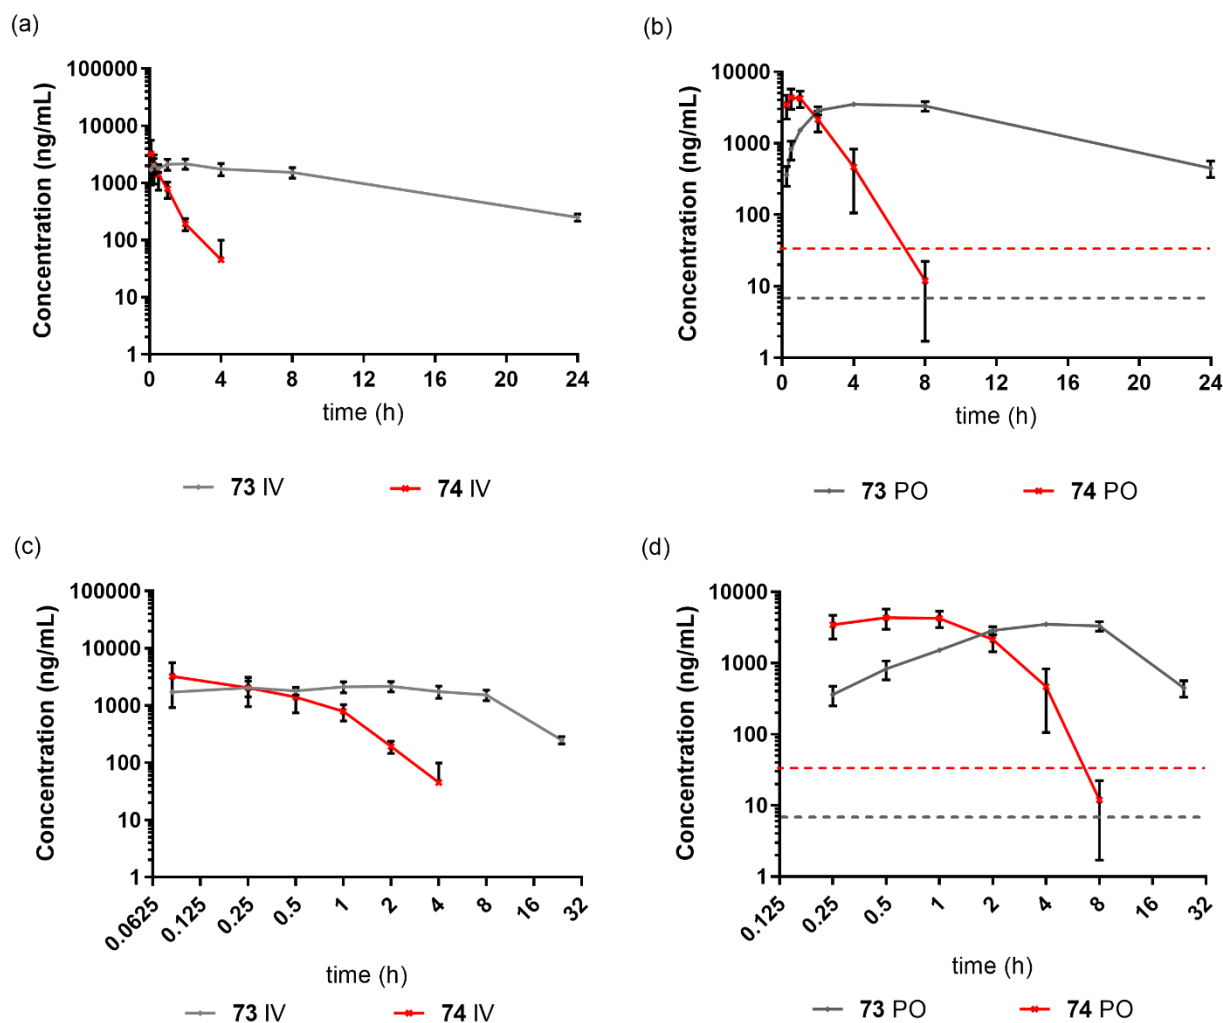 (a)
Concentration (ng/mL)
100000
10000
1000
100
10
1
0 4 8 12 16 20 24
time (h)
73 IV 74 IV
(b)
Concentration (ng/mL)
10000
1000
100
10
1
0 4 8 12 16 20 24
time (h)
73 PO 74 PO
(c)
Concentration (ng/mL)
100000
10000
1000
100
10
1
0.0625 0.125 0.25 0.5 1 2 4 8 16 32
time (h)
73 IV 74 IV
(d)
Concentration (ng/mL)
10000
1000
100
10
1
0.125 0.25 0.5 1 2 4 8 16 32
time (h)
73 PO 74 PO